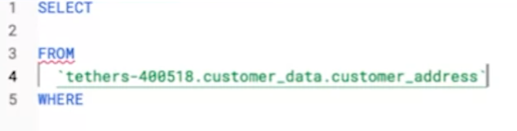 1 SELECT
2
3 FROM
4 `tethers-400518.customer_data.customer_address`
5 WHERE